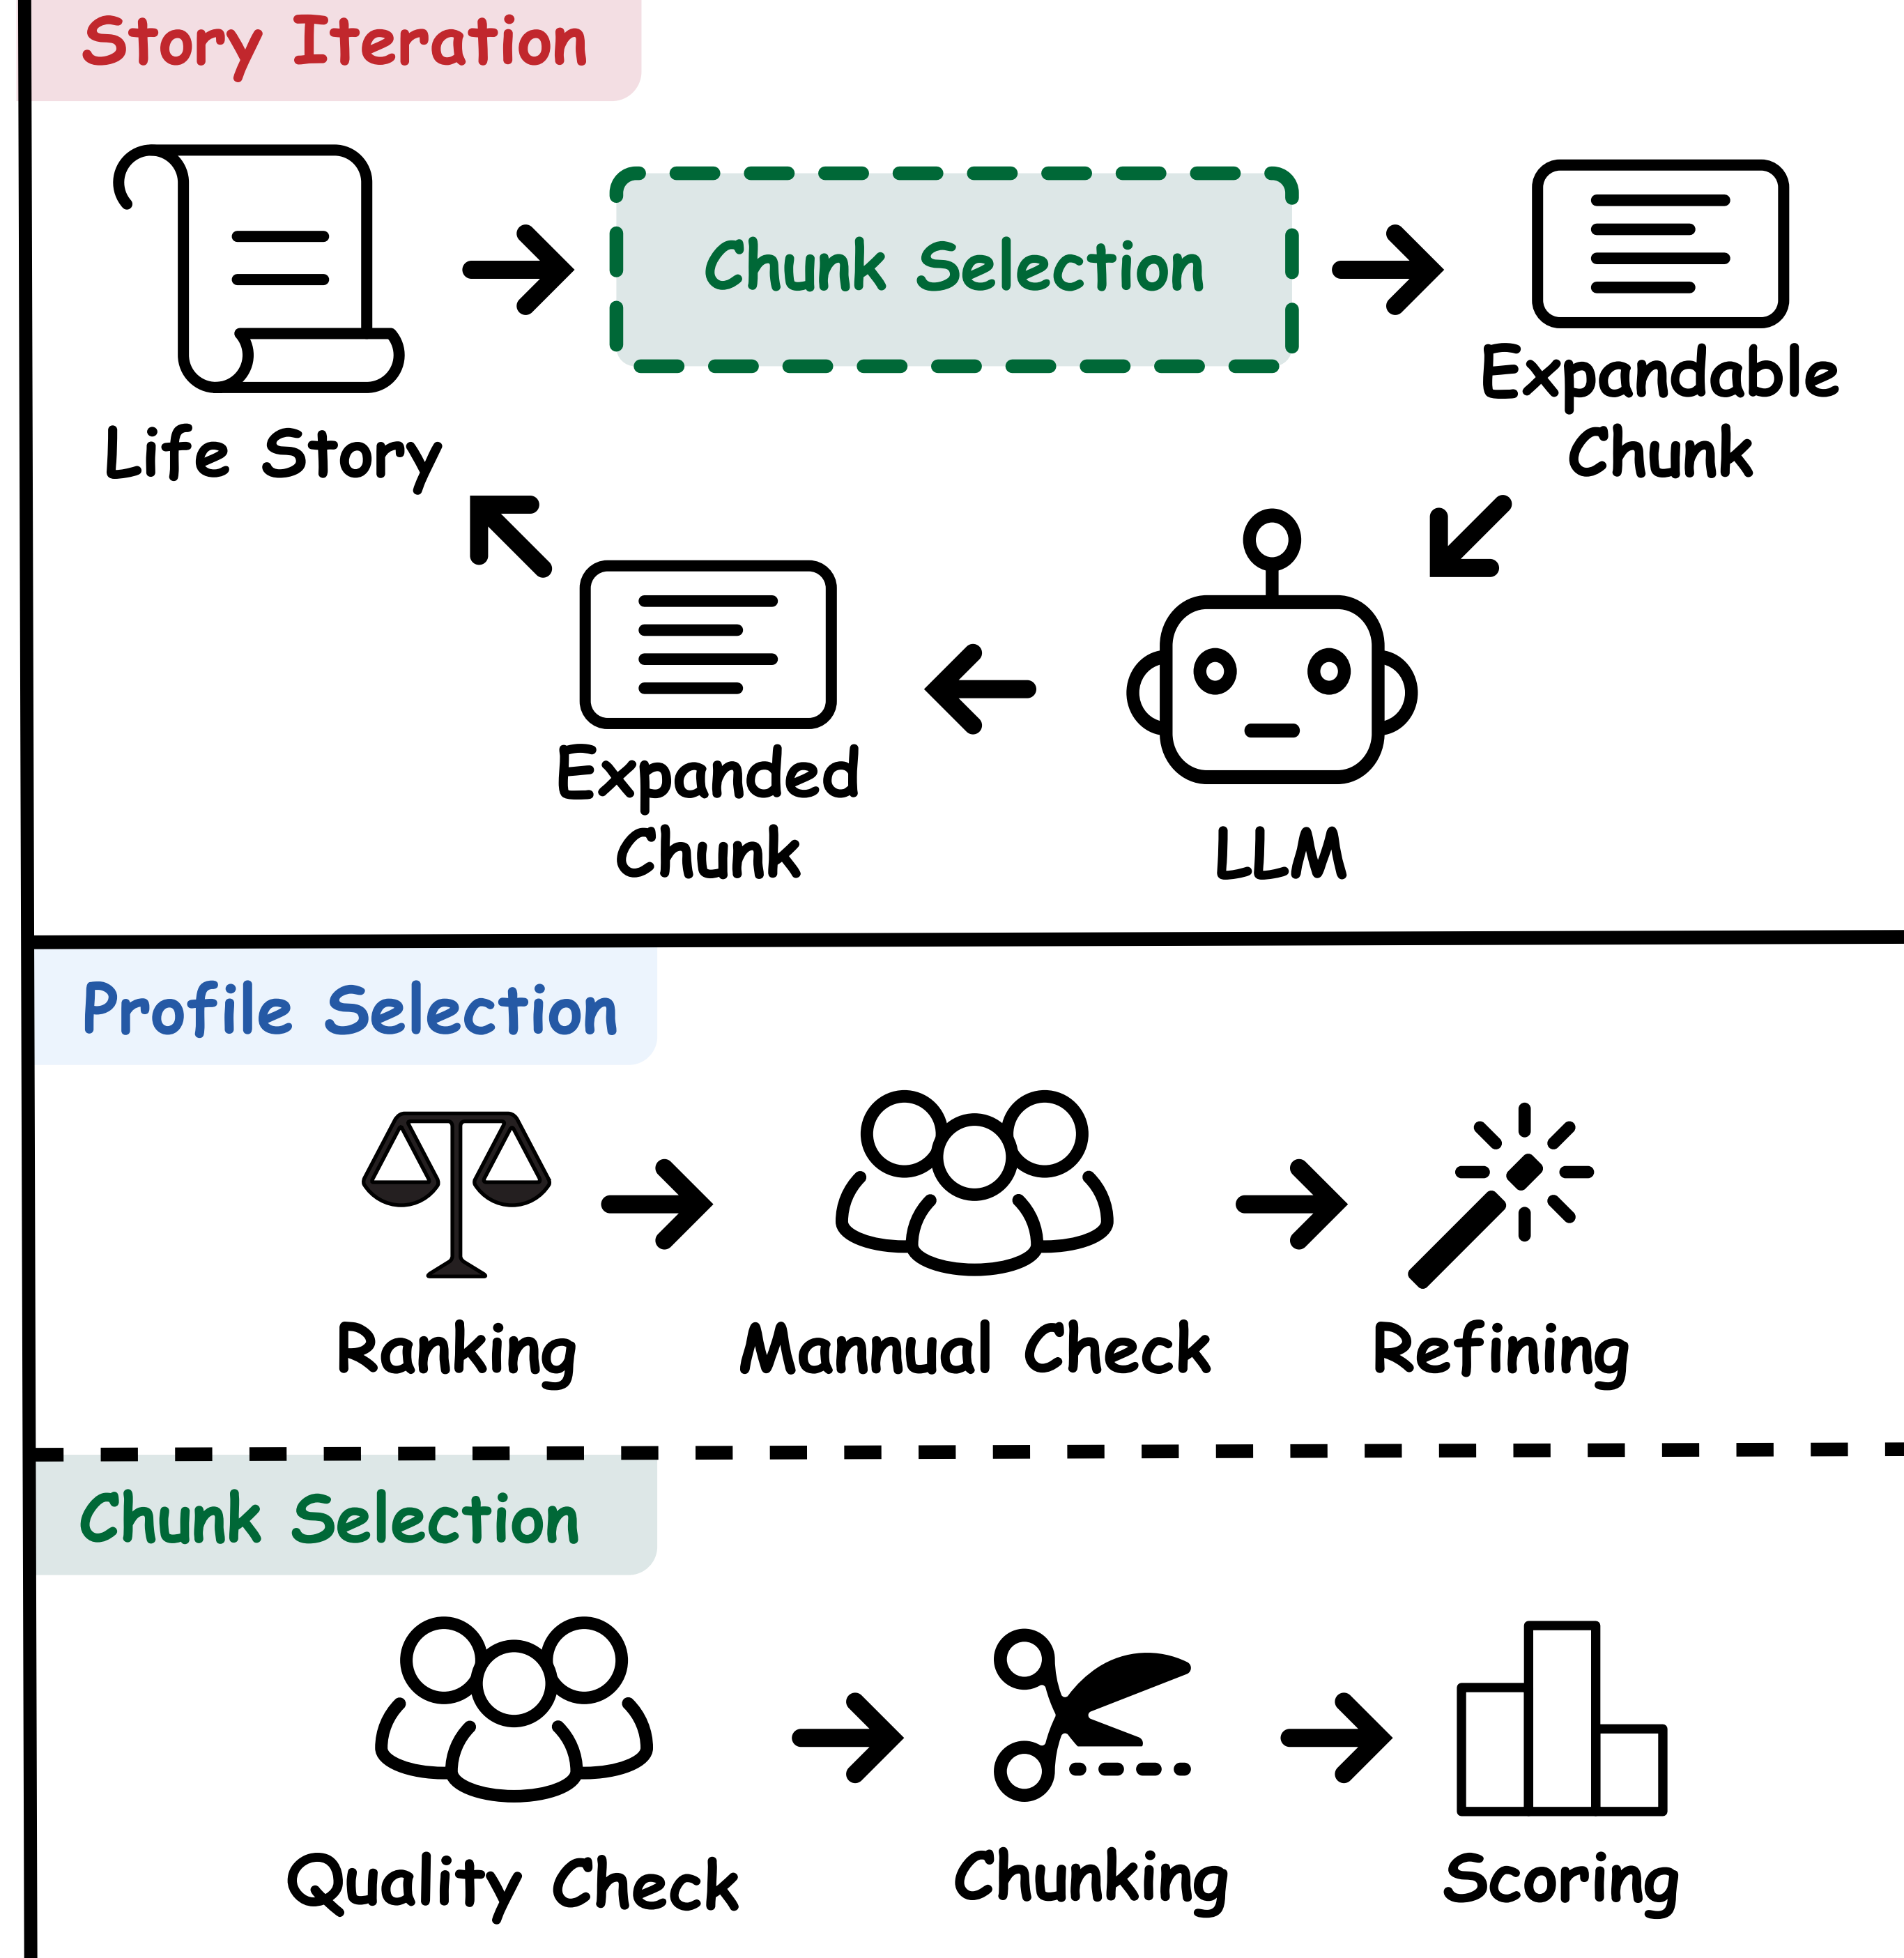 Story Iteration
Chunk Selection
Life Story
Expandable
Chunk
Expanded
Chunk
LLM
Profile Selection
Ranking
Mannual Check
Refining
Chunk Selection
Quality Check
Chunking
Scoring